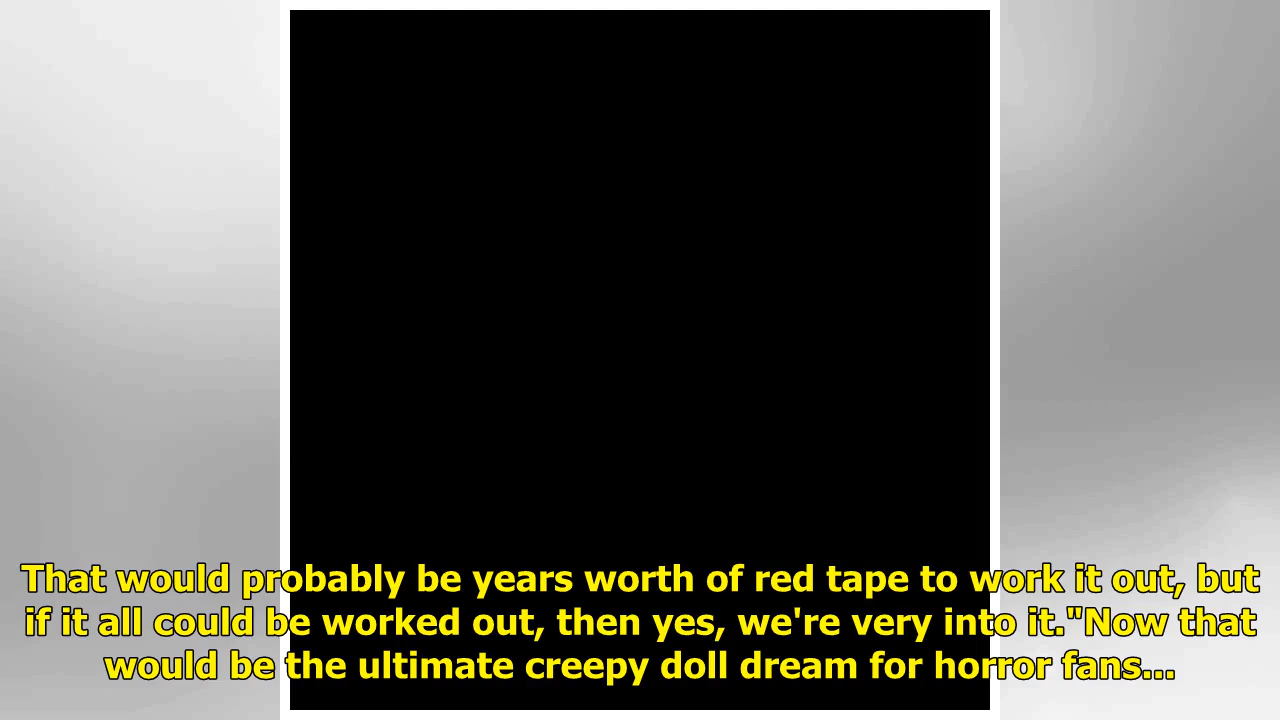 That would probably be years worth of red tape to work it out, but
if it all could be worked out, then yes, we're very into it."Now that
would be the ultimate creepy doll dream for horror fans...